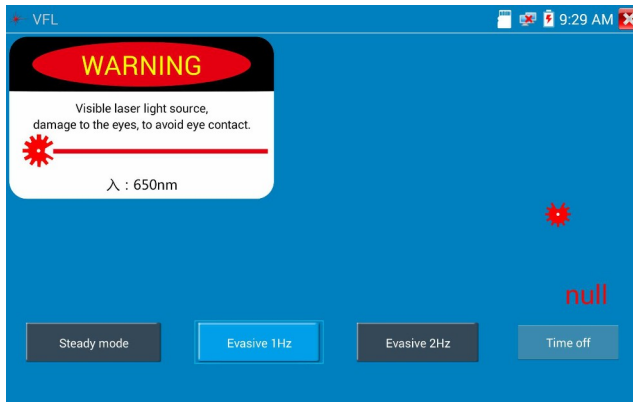 VFL
9:29 AM
WARNING
Visible laser light source,
damage to the eyes, to avoid eye contact.
入：650nm
null
Steady mode
Evasive 1Hz
Evasive 2Hz
Time off